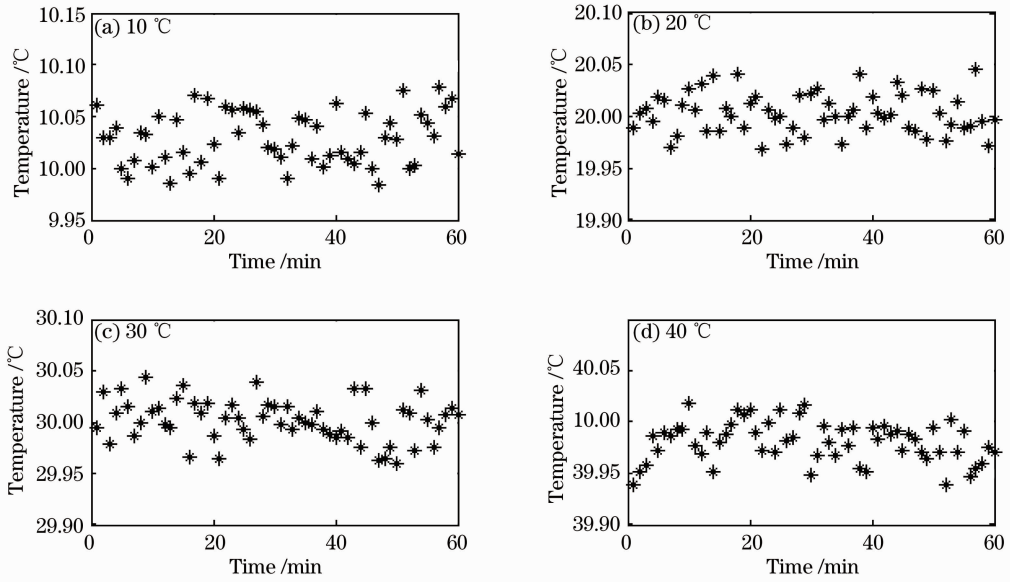 (a) 10 ℃
10.15
10.10
10.05
10.00
9.95
Temperature /℃
0 20 40 60
Time /min
(b) 20 ℃
20.10
20.05
20.00
19.95
19.90
Temperature /℃
0 20 40 60
Time /min
(c) 30 ℃
30.10
30.05
30.00
29.95
29.90
Temperature /℃
0 20 40 60
Time /min
(d) 40 ℃
40.05
40.00
39.95
39.90
Temperature /℃
0 20 40 60
Time /min